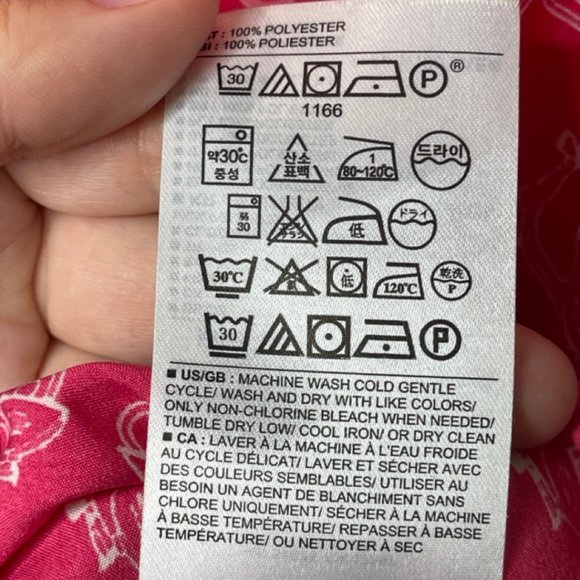 : 100% POLYESTER
: 100% POLIESTER
30 P ®
1166
약30℃ 중성 산소 표백 1 80~120℃ 드라이
弱 30 低 ドライ
30℃ 低 120℃ 乾洗 P
30 P
■ US/GB : MACHINE WASH COLD GENTLE
CYCLE/ WASH AND DRY WITH LIKE COLORS/
ONLY NON-CHLORINE BLEACH WHEN NEEDED/
TUMBLE DRY LOW/ COOL IRON/ OR DRY CLEAN
■ CA : LAVER À LA MACHINE À L'EAU FROIDE
AU CYCLE DÉLICAT/ LAVER ET SÉCHER AVEC
DES COULEURS SEMBLABLES/ UTILISER AU
BESOIN UN AGENT DE BLANCHIMENT SANS
CHLORE UNIQUEMENT/ SÉCHER À LA MACHINE
À BASSE TEMPÉRATURE/ REPASSER À BASSE
TEMPÉRATURE/ OU NETTOYER À SEC